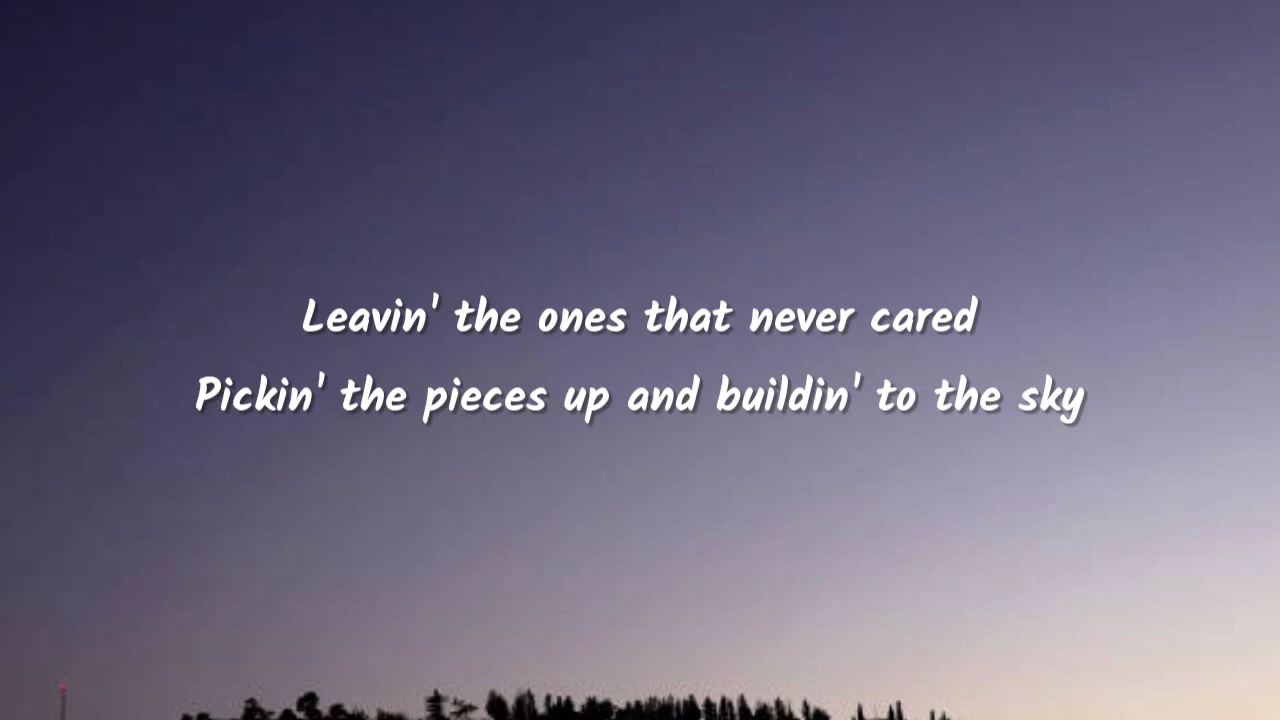 Leavin' the ones that never cared
Pickin' the pieces up and buildin' to the sky